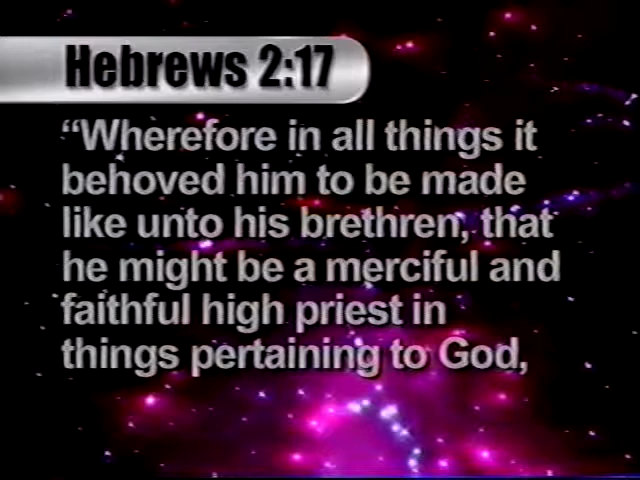 Hebrews 2:17
“Wherefore in all things it
behoved him to be made
like unto his brethren, that
he might be a merciful and
faithful high priest in
things pertaining to God,